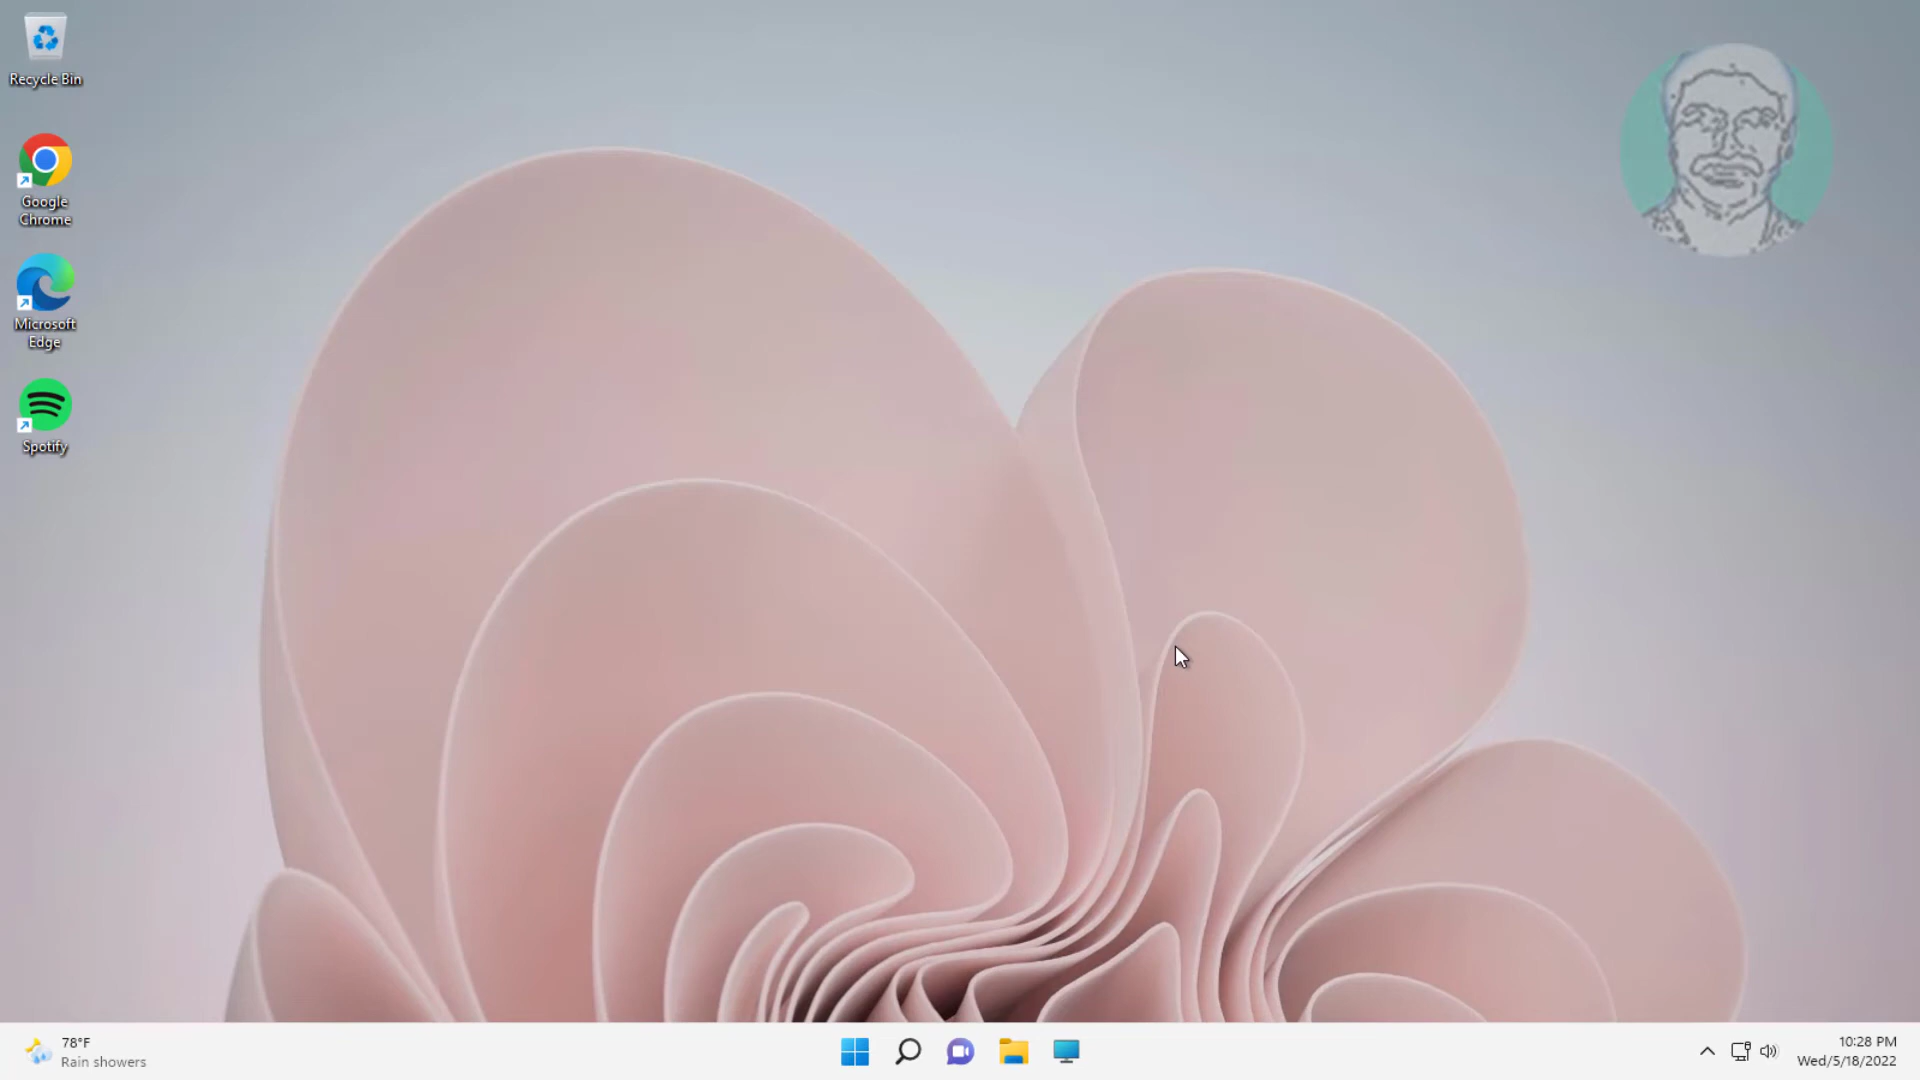 Recycle Bin
Google
Chrome
Microsoft
Edge
Spotify
78°F
Rain showers
10:28 PM
Wed/5/18/2022